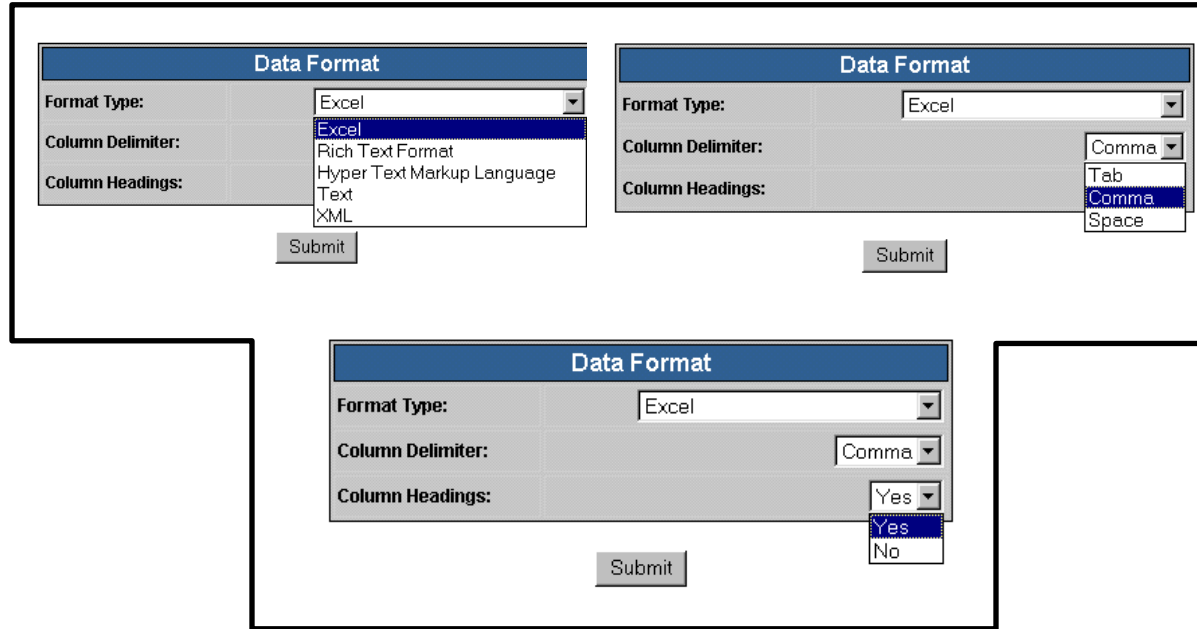 Data Format
Format Type: Excel
Excel
Column Delimiter:
Rich Text Format
Hyper Text Markup Language
Column Headings:
Text
XML
Submit
Data Format
Format Type: Excel
Column Delimiter: Comma
Tab
Column Headings:
Comma
Space
Submit
Data Format
Format Type: Excel
Column Delimiter: Comma
Column Headings: Yes
Yes
No
Submit